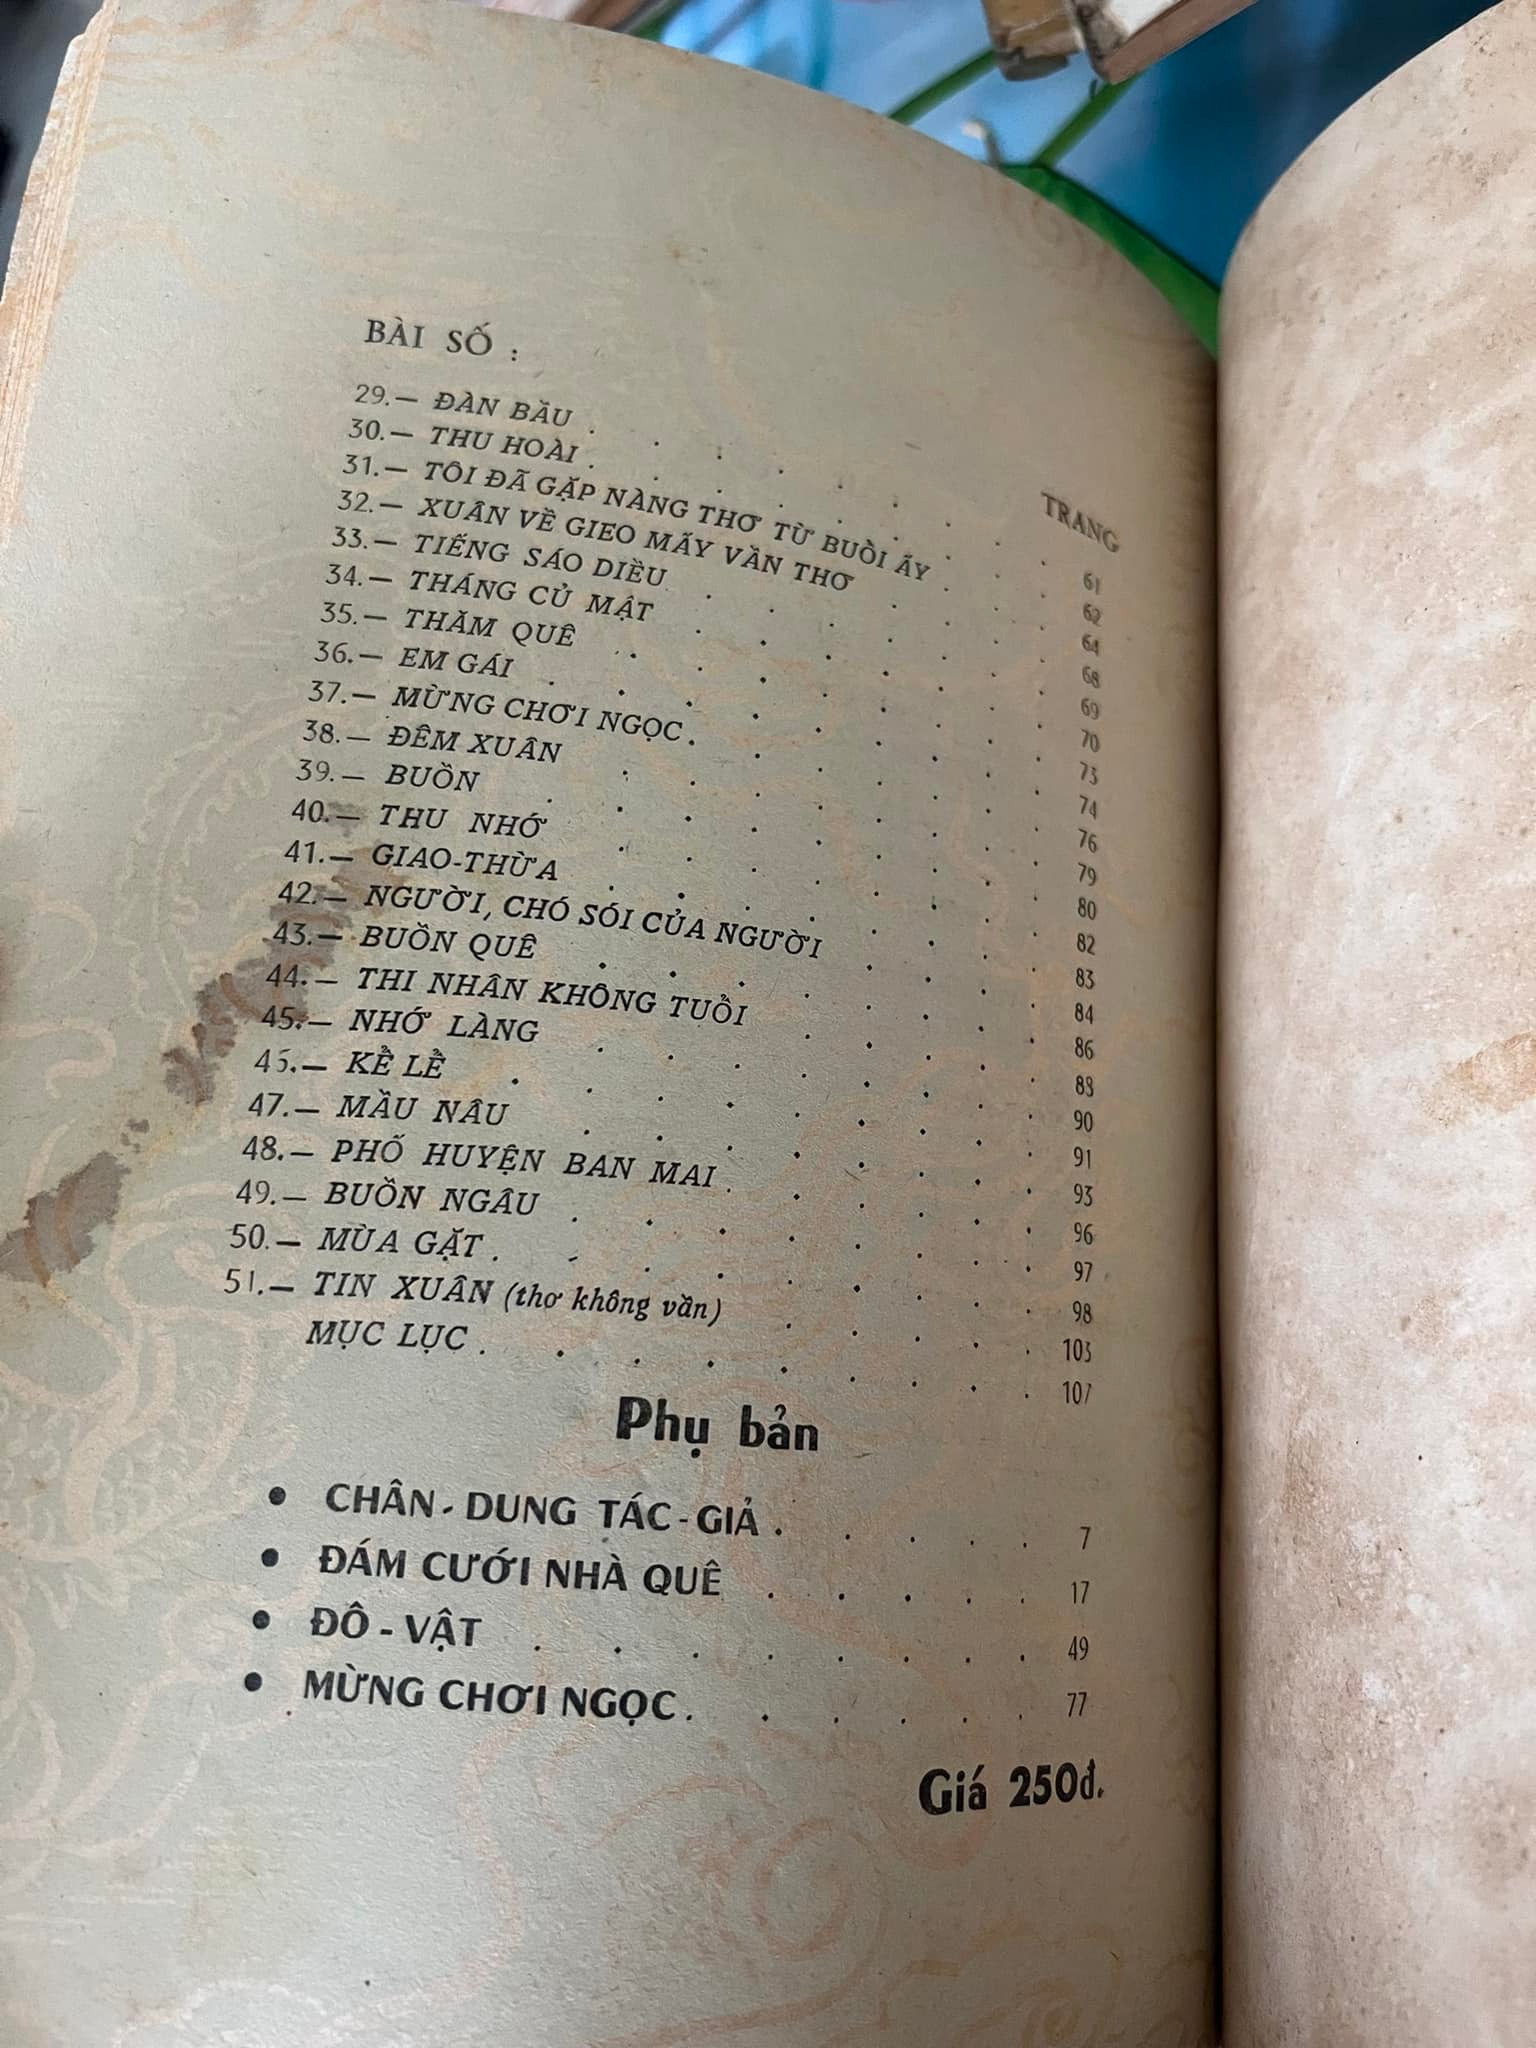 BÀI SỐ :
TRANG
29.— ĐÀN BẦU . . . . . . . 61
30.— THU HOÀI . . . . . . . 62
31.— TÔI ĐÃ GẶP NÀNG THƠ TỪ BUỒI ẤY . . . 64
32.— XUÂN VỀ GIEO MẤY VẦN THƠ . . . 68
33.— TIẾNG SÁO DIỀU . . . . . . 69
34.— THÁNG CỦ MẬT . . . . . . 70
35.— THĂM QUÊ . . . . . . . 73
36.— EM GÁI . . . . . . . . 74
37.— MỪNG CHƠI NGỌC . . . . . . 76
38.— ĐÊM XUÂN . . . . . . . 79
39.— BUỒN . . . . . . . . 80
40.— THU NHỚ . . . . . . . 82
41.— GIAO-THỪA . . . . . . . 83
42.— NGƯỜI, CHÓ SÓI CỦA NGƯỜI . . . 84
43.— BUỒN QUÊ . . . . . . . 86
44.— THI NHÂN KHÔNG TUỔI . . . . . 88
45.— NHỚ LÀNG . . . . . . . 90
46.— KỂ LỂ . . . . . . . . 91
47.— MẦU NÂU . . . . . . . 93
48.— PHỐ HUYỆN BAN MAI . . . . . 96
49.— BUỒN NGÂU . . . . . . . 97
50.— MÙA GẶT . . . . . . . 98
51.— TIN XUÂN (thơ không vần) . . . . 103
MỤC LỤC . . . . . . . . 107
Phụ bản
• CHÂN-DUNG TÁC-GIẢ . . . . . 7
• ĐÁM CƯỚI NHÀ QUÊ . . . . . 17
• ĐÔ-VẬT . . . . . . . . 49
• MỪNG CHƠI NGỌC . . . . . . 77
Giá 250đ.